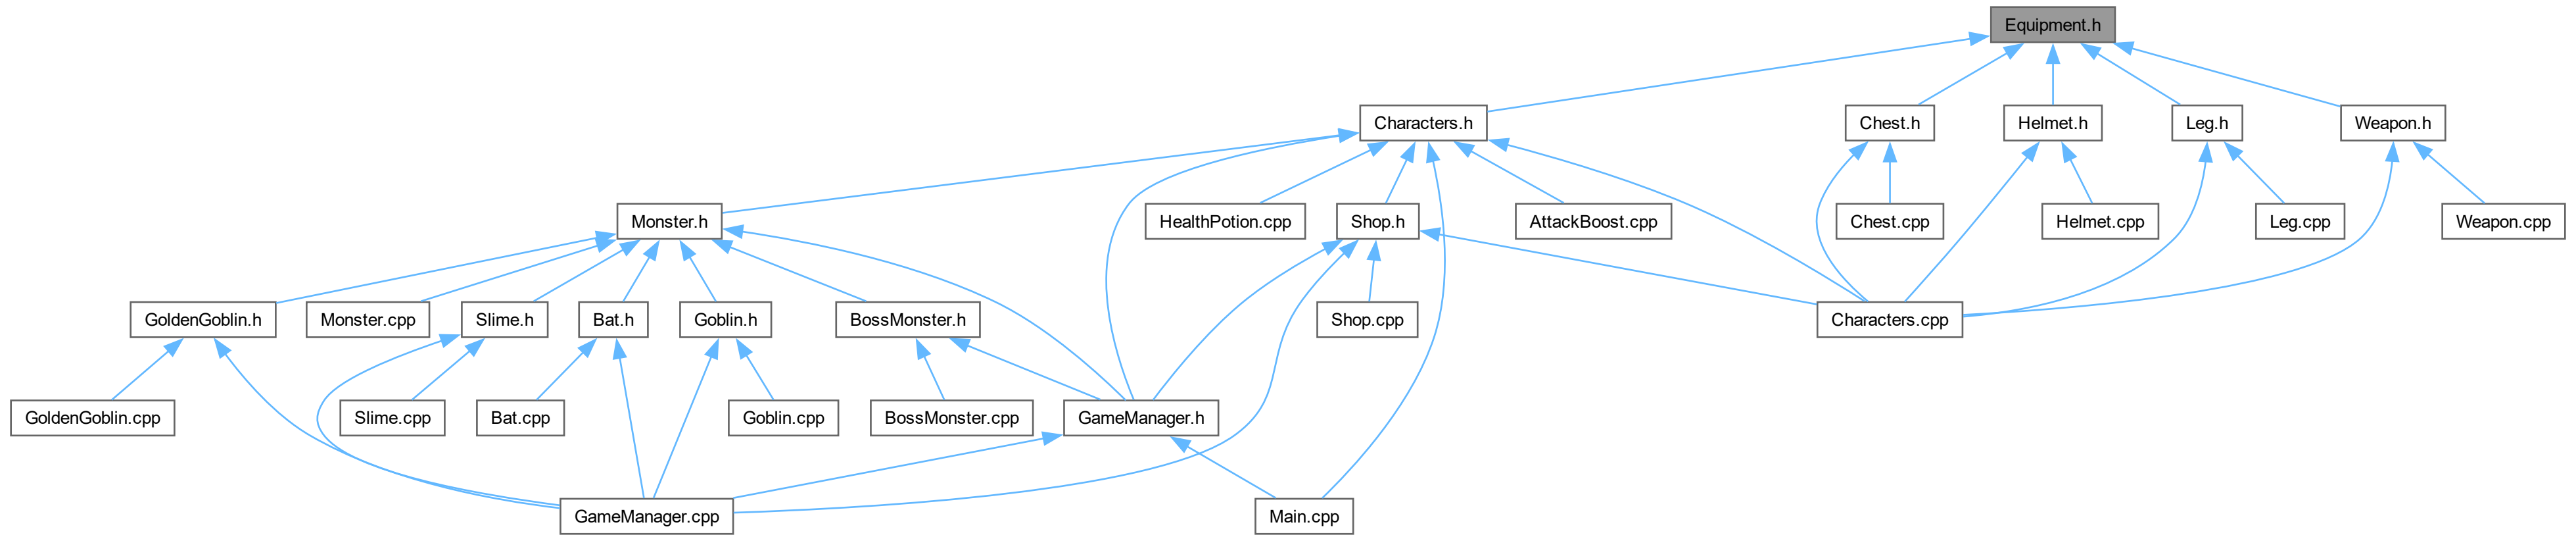 Equipment.h
Characters.h
Chest.h
Helmet.h
Leg.h
Weapon.h
Monster.h
HealthPotion.cpp
Shop.h
AttackBoost.cpp
Chest.cpp
Helmet.cpp
Leg.cpp
Weapon.cpp
GoldenGoblin.h
Monster.cpp
Slime.h
Bat.h
Goblin.h
BossMonster.h
Shop.cpp
Characters.cpp
GoldenGoblin.cpp
Slime.cpp
Bat.cpp
Goblin.cpp
BossMonster.cpp
GameManager.h
GameManager.cpp
Main.cpp